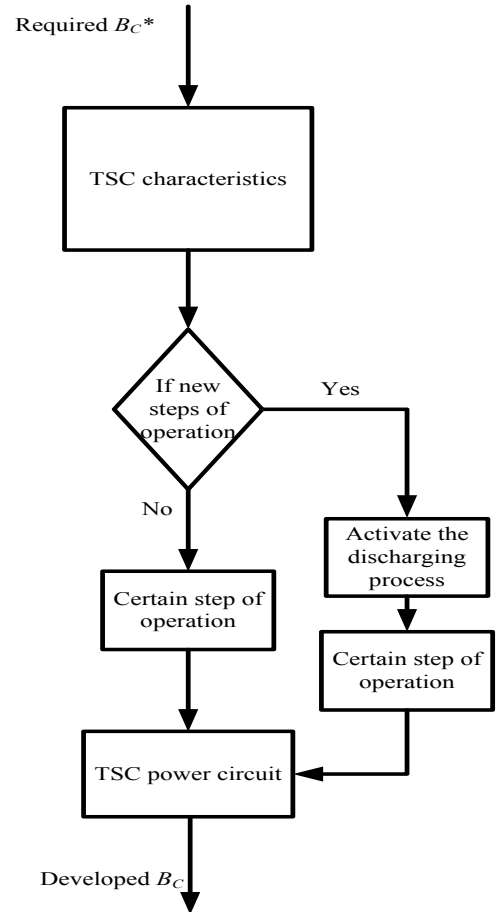 Required B_C*
TSC characteristics
If new
steps of
operation
Yes
No
Activate the
discharging
process
Certain step of
operation
Certain step of
operation
TSC power circuit
Developed B_C